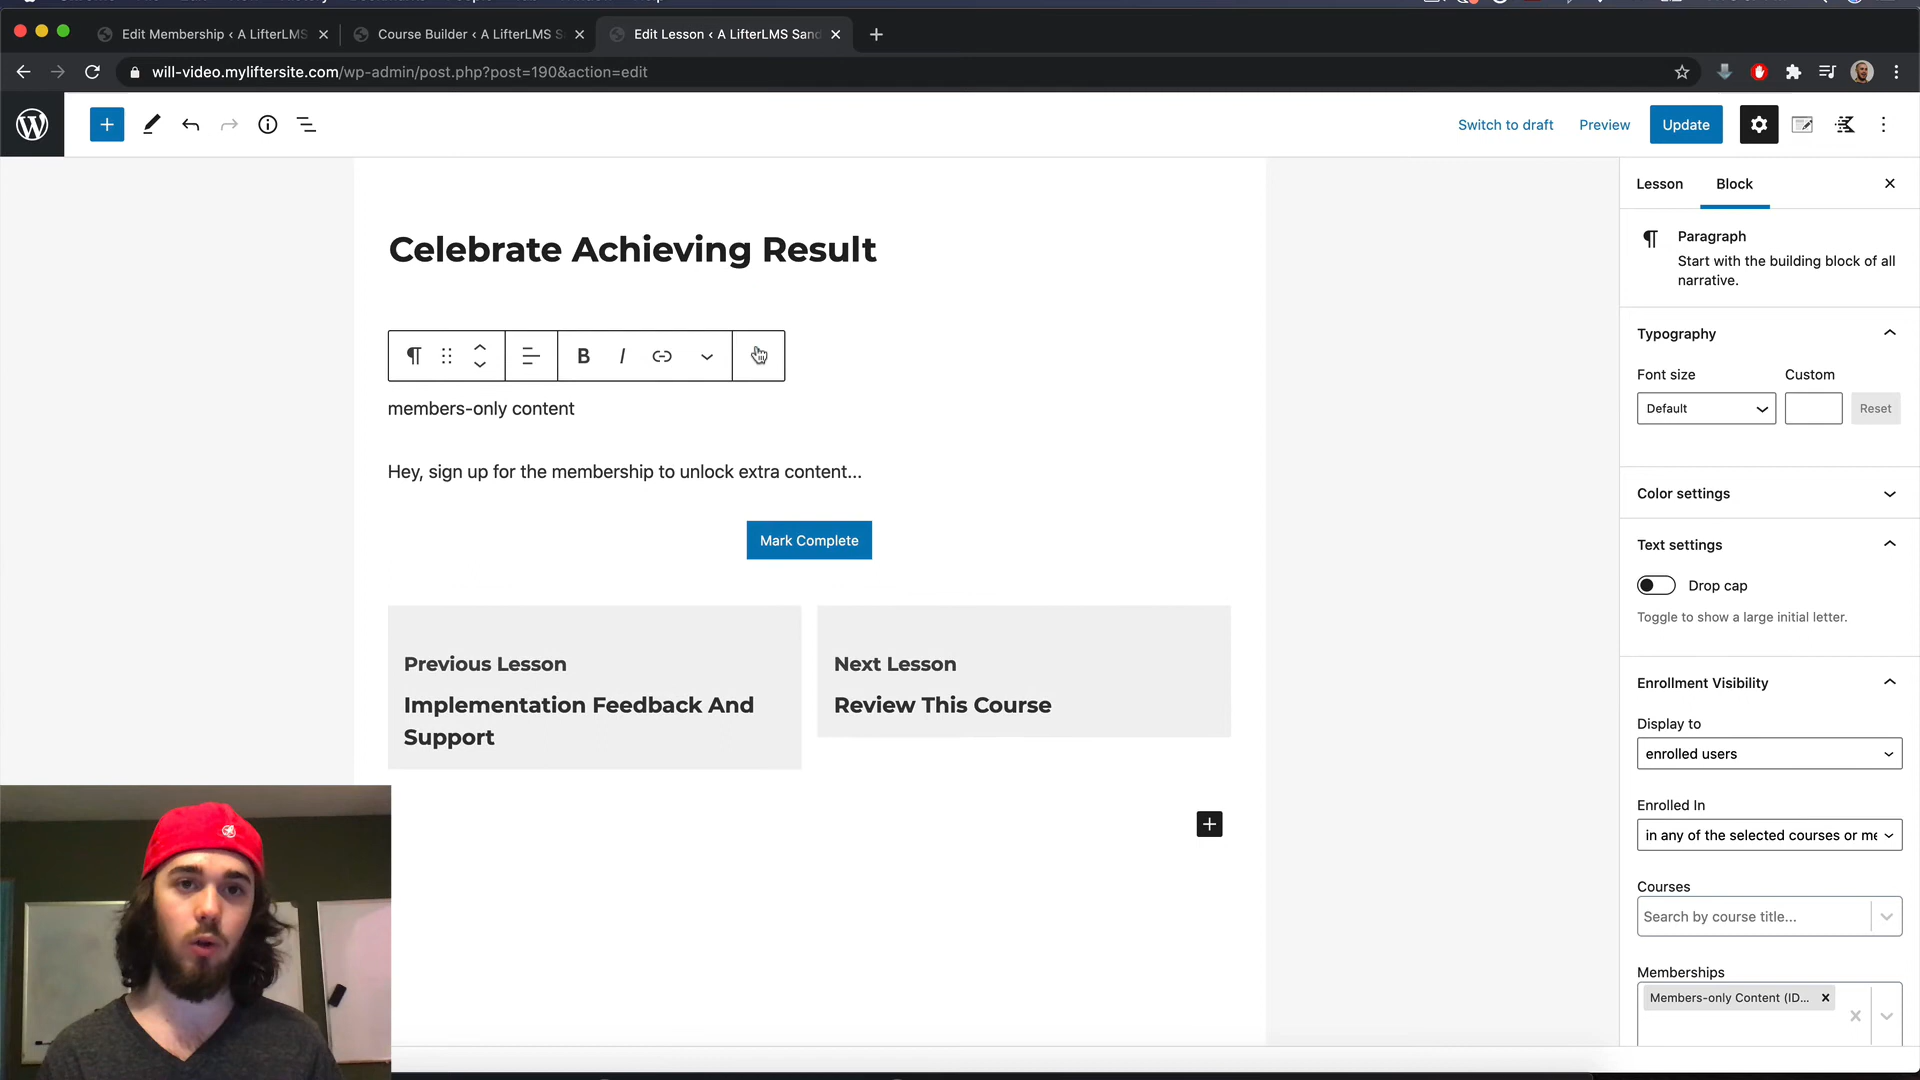 Edit Membership ‹ A LifterLMS
Course Builder ‹ A LifterLMS S
Edit Lesson ‹ A LifterLMS Sand
will-video.myliftersite.com/wp-admin/post.php?post=190&action=edit
Switch to draft
Preview
Update
Lesson
Block
Celebrate Achieving Result
B I
members-only content
Hey, sign up for the membership to unlock extra content...
Mark Complete
Previous Lesson
Implementation Feedback And
Support
Next Lesson
Review This Course
Paragraph
Start with the building block of all
narrative.
Typography
Font size
Custom
Default
Reset
Color settings
Text settings
Drop cap
Toggle to show a large initial letter.
Enrollment Visibility
Display to
enrolled users
Enrolled In
in any of the selected courses or me
Courses
Search by course title...
Memberships
Members-only Content (ID...